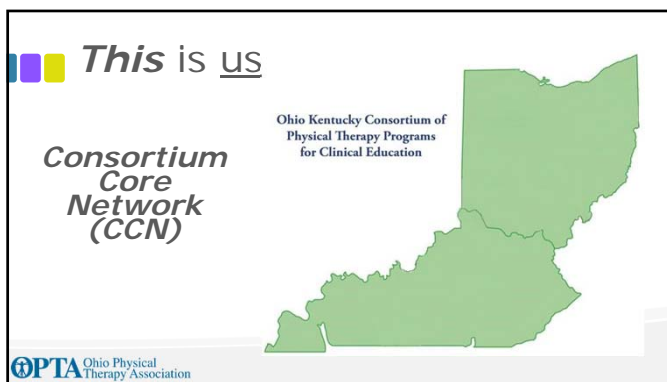 This is us
Ohio Kentucky Consortium of
Physical Therapy Programs
for Clinical Education
Consortium
Core
Network
(CCN)
OPTA Ohio Physical
Therapy Association